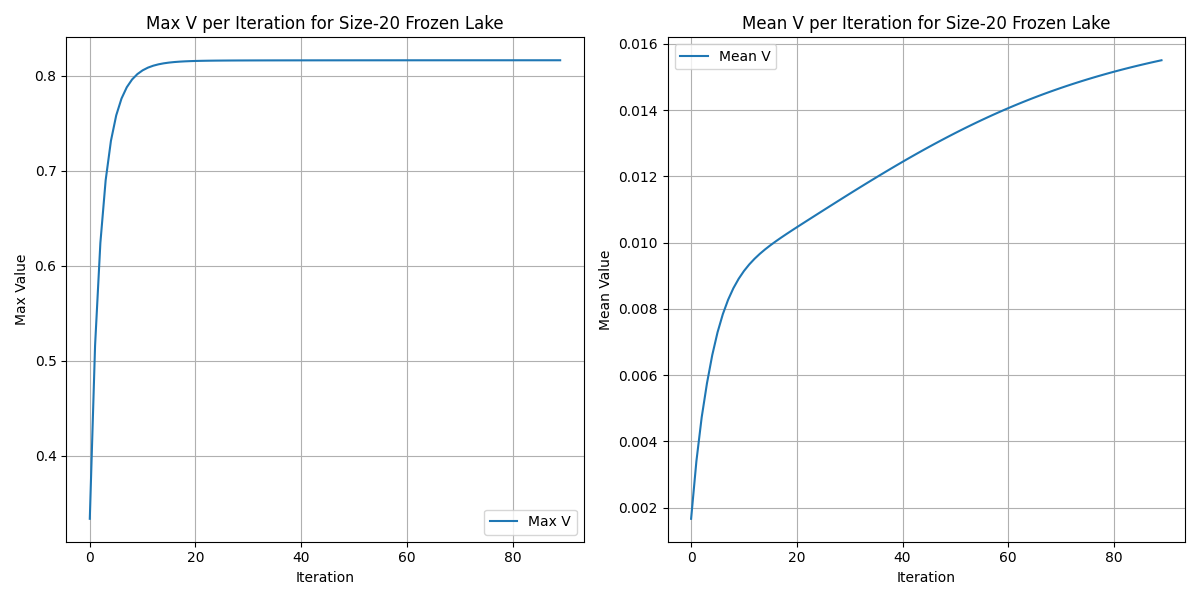 Max V per Iteration for Size-20 Frozen Lake
0.8
0.7
0.6
0.5
0.4
Max Value
0 20 40 60 80
Iteration
Max V
Mean V per Iteration for Size-20 Frozen Lake
0.016
0.014
0.012
0.010
0.008
0.006
0.004
0.002
Mean Value
0 20 40 60 80
Iteration
Mean V